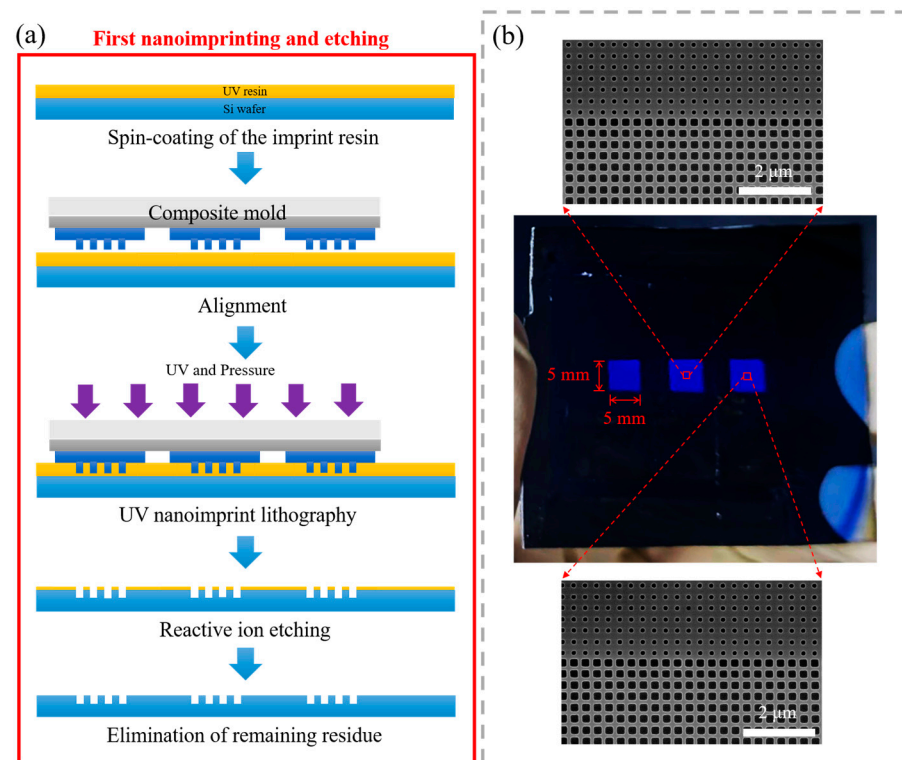 (a)
First nanoimprinting and etching
UV resin
Si wafer
Spin-coating of the imprint resin
Composite mold
Alignment
UV and Pressure
UV nanoimprint lithography
Reactive ion etching
Elimination of remaining residue
(b)
2 μm
5 mm
5 mm
2 μm